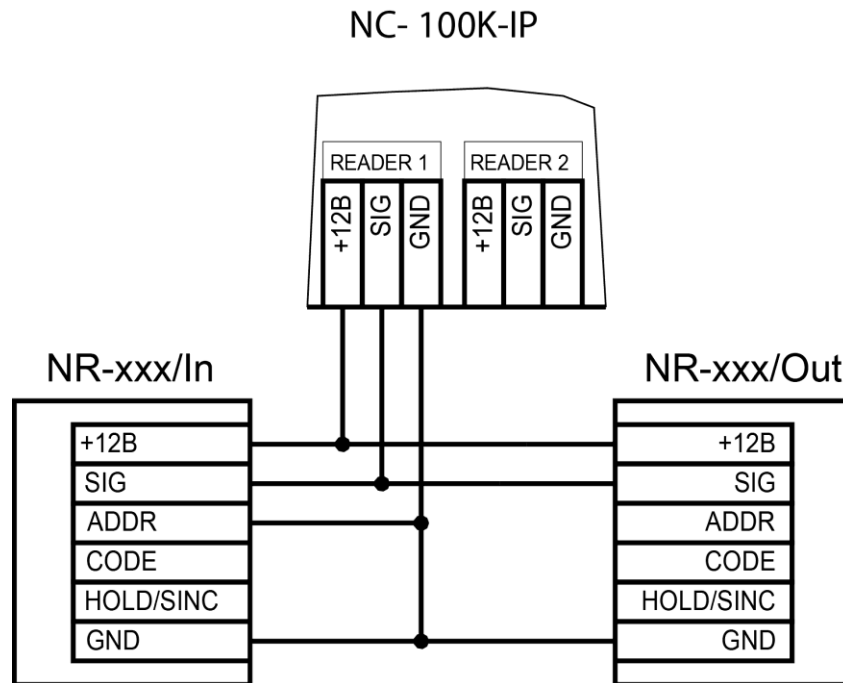 NC- 100K-IP
READER 1
READER 2
+12B
SIG
GND
+12B
SIG
GND
NR-xxx/In
NR-xxx/Out
+12B
SIG
ADDR
CODE
HOLD/SINC
GND
+12B
SIG
ADDR
CODE
HOLD/SINC
GND